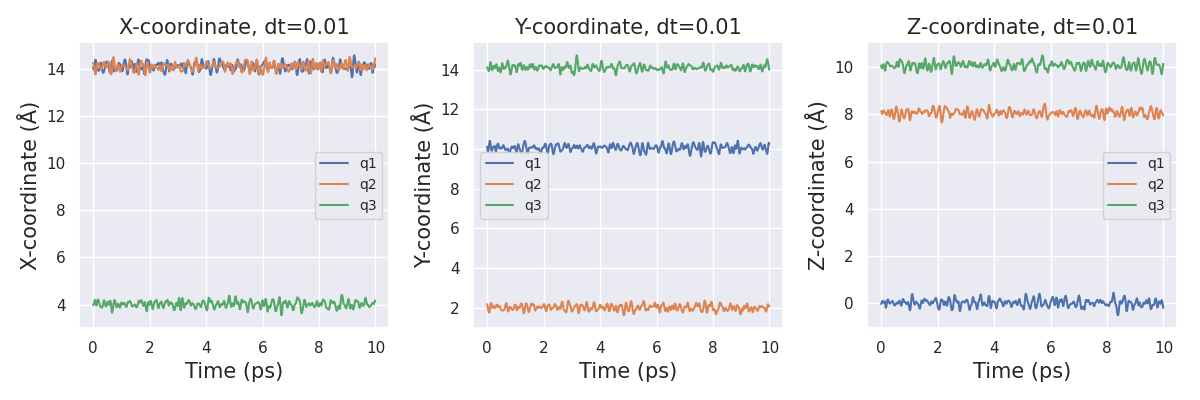 X-coordinate, dt=0.01
X-coordinate (Å)
14
12
10
8
6
4
q1
q2
q3
0 2 4 6 8 10
Time (ps)
Y-coordinate, dt=0.01
Y-coordinate (Å)
14
12
10
8
6
4
2
q1
q2
q3
0 2 4 6 8 10
Time (ps)
Z-coordinate, dt=0.01
Z-coordinate (Å)
10
8
6
4
2
0
q1
q2
q3
0 2 4 6 8 10
Time (ps)